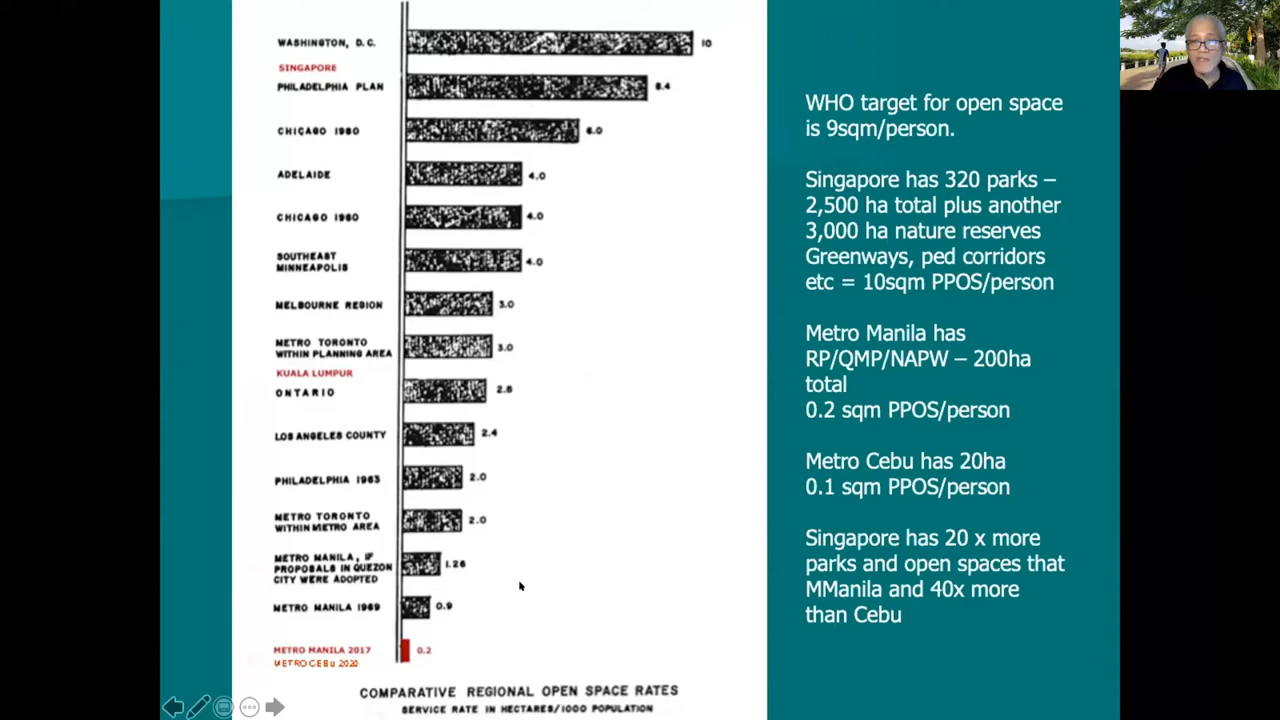 WASHINGTON, D.C.
10
SINGAPORE
PHILADELPHIA PLAN
8.4
CHICAGO 1980
6.0
ADELAIDE
4.0
CHICAGO 1960
4.0
SOUTHEAST
MINNEAPOLIS
4.0
MELBOURNE REGION
3.0
METRO TORONTO
WITHIN PLANNING AREA
3.0
KUALA LUMPUR
ONTARIO
2.8
LOS ANGELES COUNTY
2.4
PHILADELPHIA 1963
2.0
METRO TORONTO
WITHIN METRO AREA
2.0
METRO MANILA, IF
PROPOSALS IN QUEZON
CITY WERE ADOPTED
1.26
METRO MANILA 1969
0.9
METRO MANILA 2017
0.2
METRO CEBU 2020
COMPARATIVE REGIONAL OPEN SPACE RATES
SERVICE RATE IN HECTARES/1000 POPULATION
WHO target for open space
is 9sqm/person.
Singapore has 320 parks –
2,500 ha total plus another
3,000 ha nature reserves
Greenways, ped corridors
etc = 10sqm PPOS/person
Metro Manila has
RP/QMP/NAPW – 200ha
total
0.2 sqm PPOS/person
Metro Cebu has 20ha
0.1 sqm PPOS/person
Singapore has 20 x more
parks and open spaces that
MManila and 40x more
than Cebu